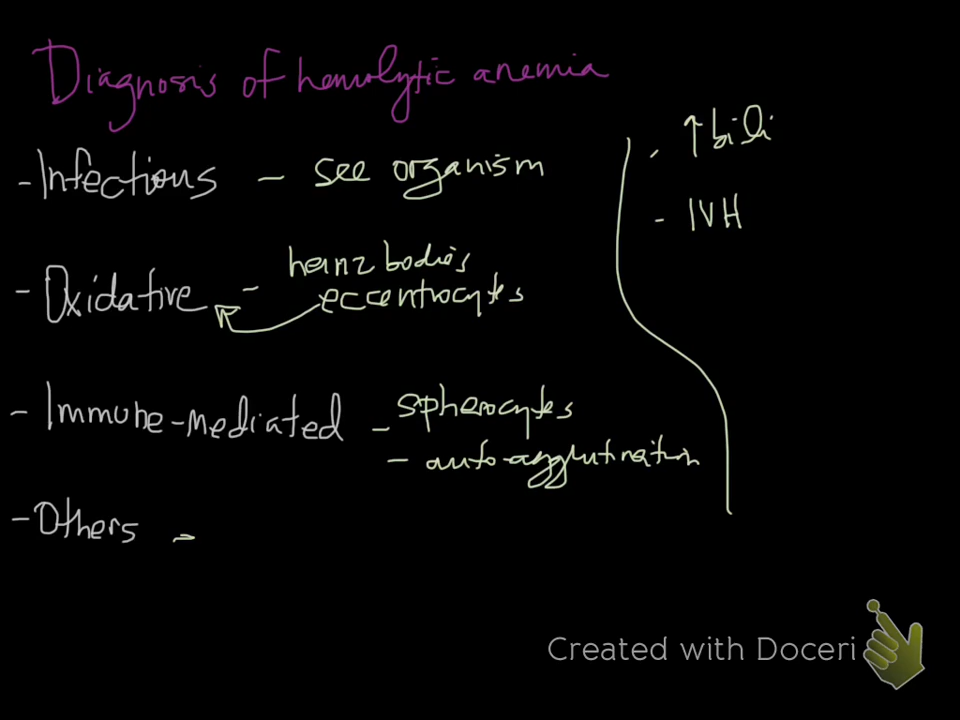 Diagnosis of hemolytic anemia
- Infectious - see organism
- Oxidative - heinz bodies
eccentrocytes
- Immune-mediated - spherocytes
- auto-agglutination
- Others -
- ↑bili
- IVH
Created with Doceri